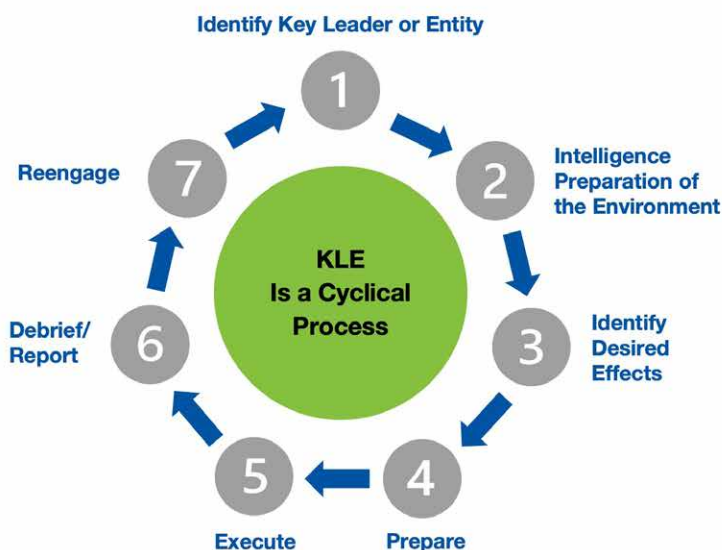 Identify Key Leader or Entity
1
2
Intelligence
Preparation of
the Environment
3
Identify
Desired
Effects
4
Prepare
5
Execute
6
Debrief/
Report
7
Reengage
KLE
Is a Cyclical
Process